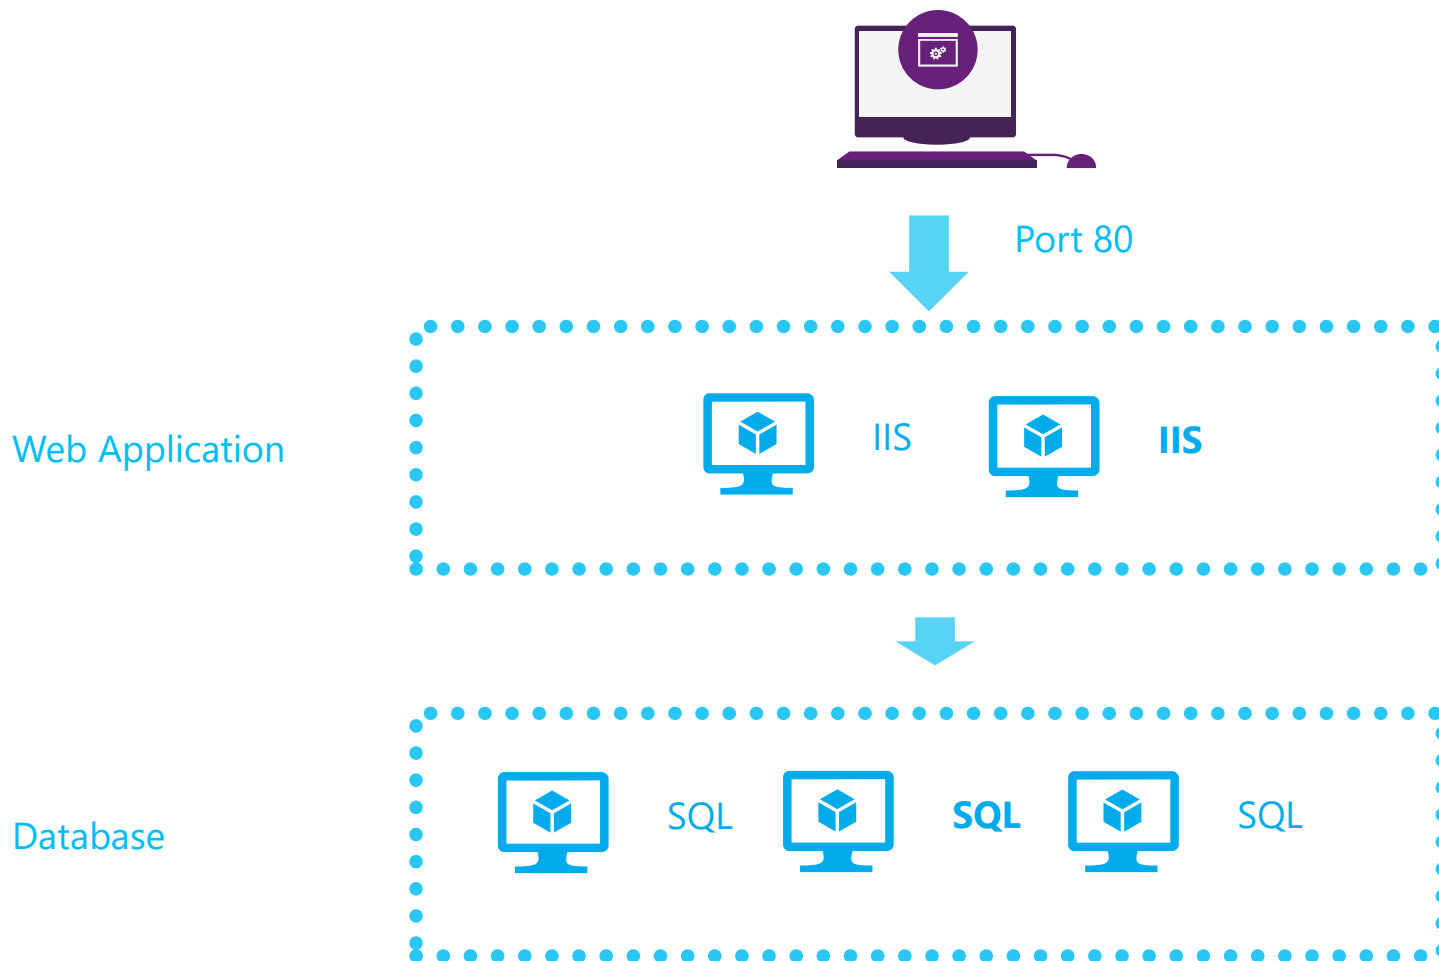 Port 80
Web Application
IIS
IIS
Database
SQL
SQL
SQL